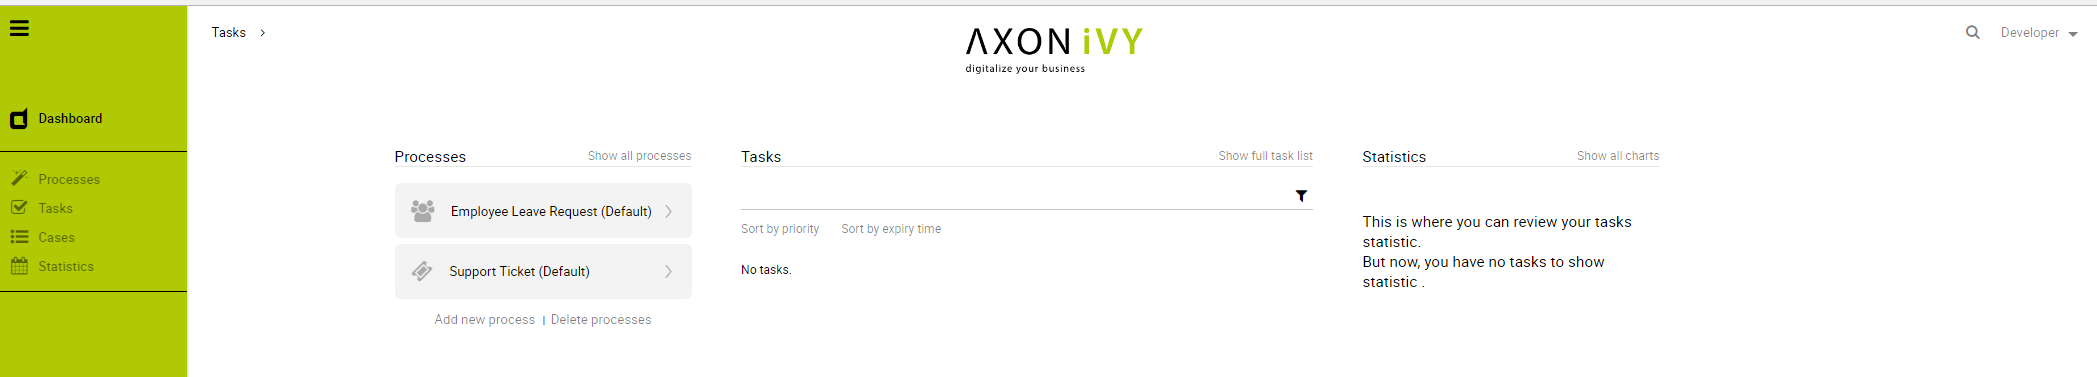 Tasks
AXON iVY
digitalize your business
Developer
Dashboard
Processes
Tasks
Cases
Statistics
Processes
Show all processes
Employee Leave Request (Default)
Support Ticket (Default)
Add new process | Delete processes
Tasks
Show full task list
Sort by priority
Sort by expiry time
No tasks.
Statistics
Show all charts
This is where you can review your tasks
statistic.
But now, you have no tasks to show
statistic .